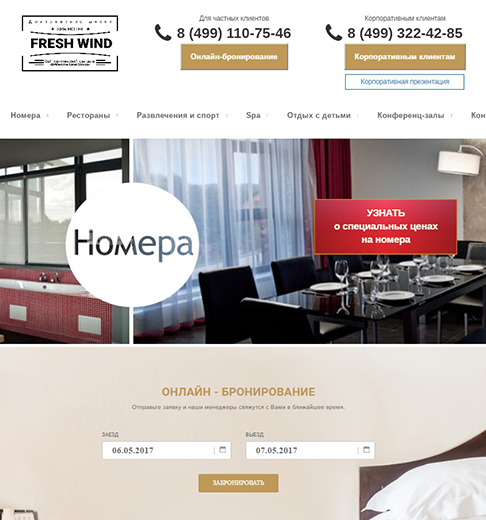 Для частных клиентов
8 (499) 110-75-46
Онлайн-бронирование
Корпоративным клиентам
8 (499) 322-42-85
Корпоративным клиентам
Корпоративная презентация
FRESH WIND
Номера
Рестораны
Развлечения и спорт
Spa
Отдых с детьми
Конференц-залы
Кон
Номера
УЗНАТЬ
о специальных ценах
на номера
ОНЛАЙН - БРОНИРОВАНИЕ
Отправьте заявку и наши менеджеры свяжутся с Вами в ближайшее время.
ЗАЕЗД
ВЫЕЗД
06.05.2017
07.05.2017
ЗАБРОНИРОВАТЬ